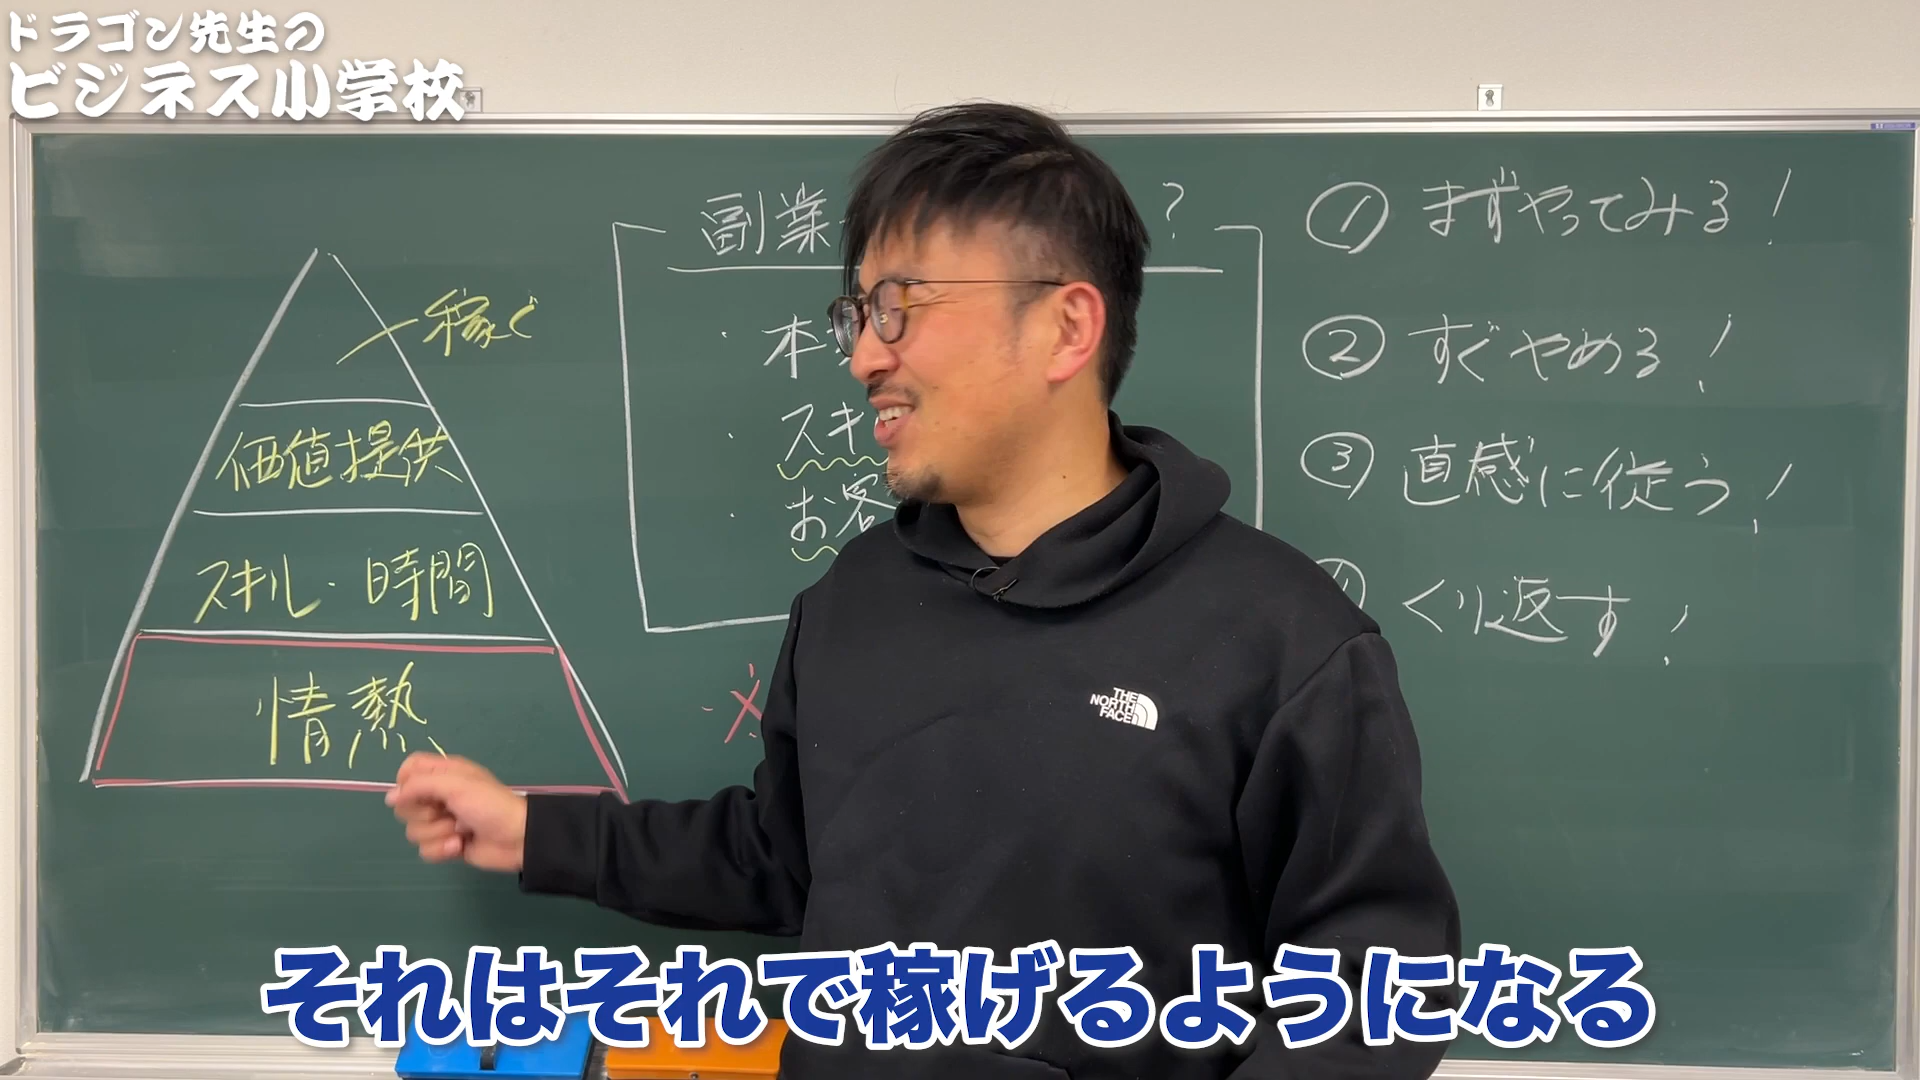 ドラゴン先生の
ビジネス小学校
稼ぐ
価値提供
スキル・時間
情熱
副業
?
・本
・スキ
・お客
① まずやってみる!
② すぐやめる!
③ 直感に従う!
くり返す!
THE
NORTH
FACE
それはそれで稼げるようになる